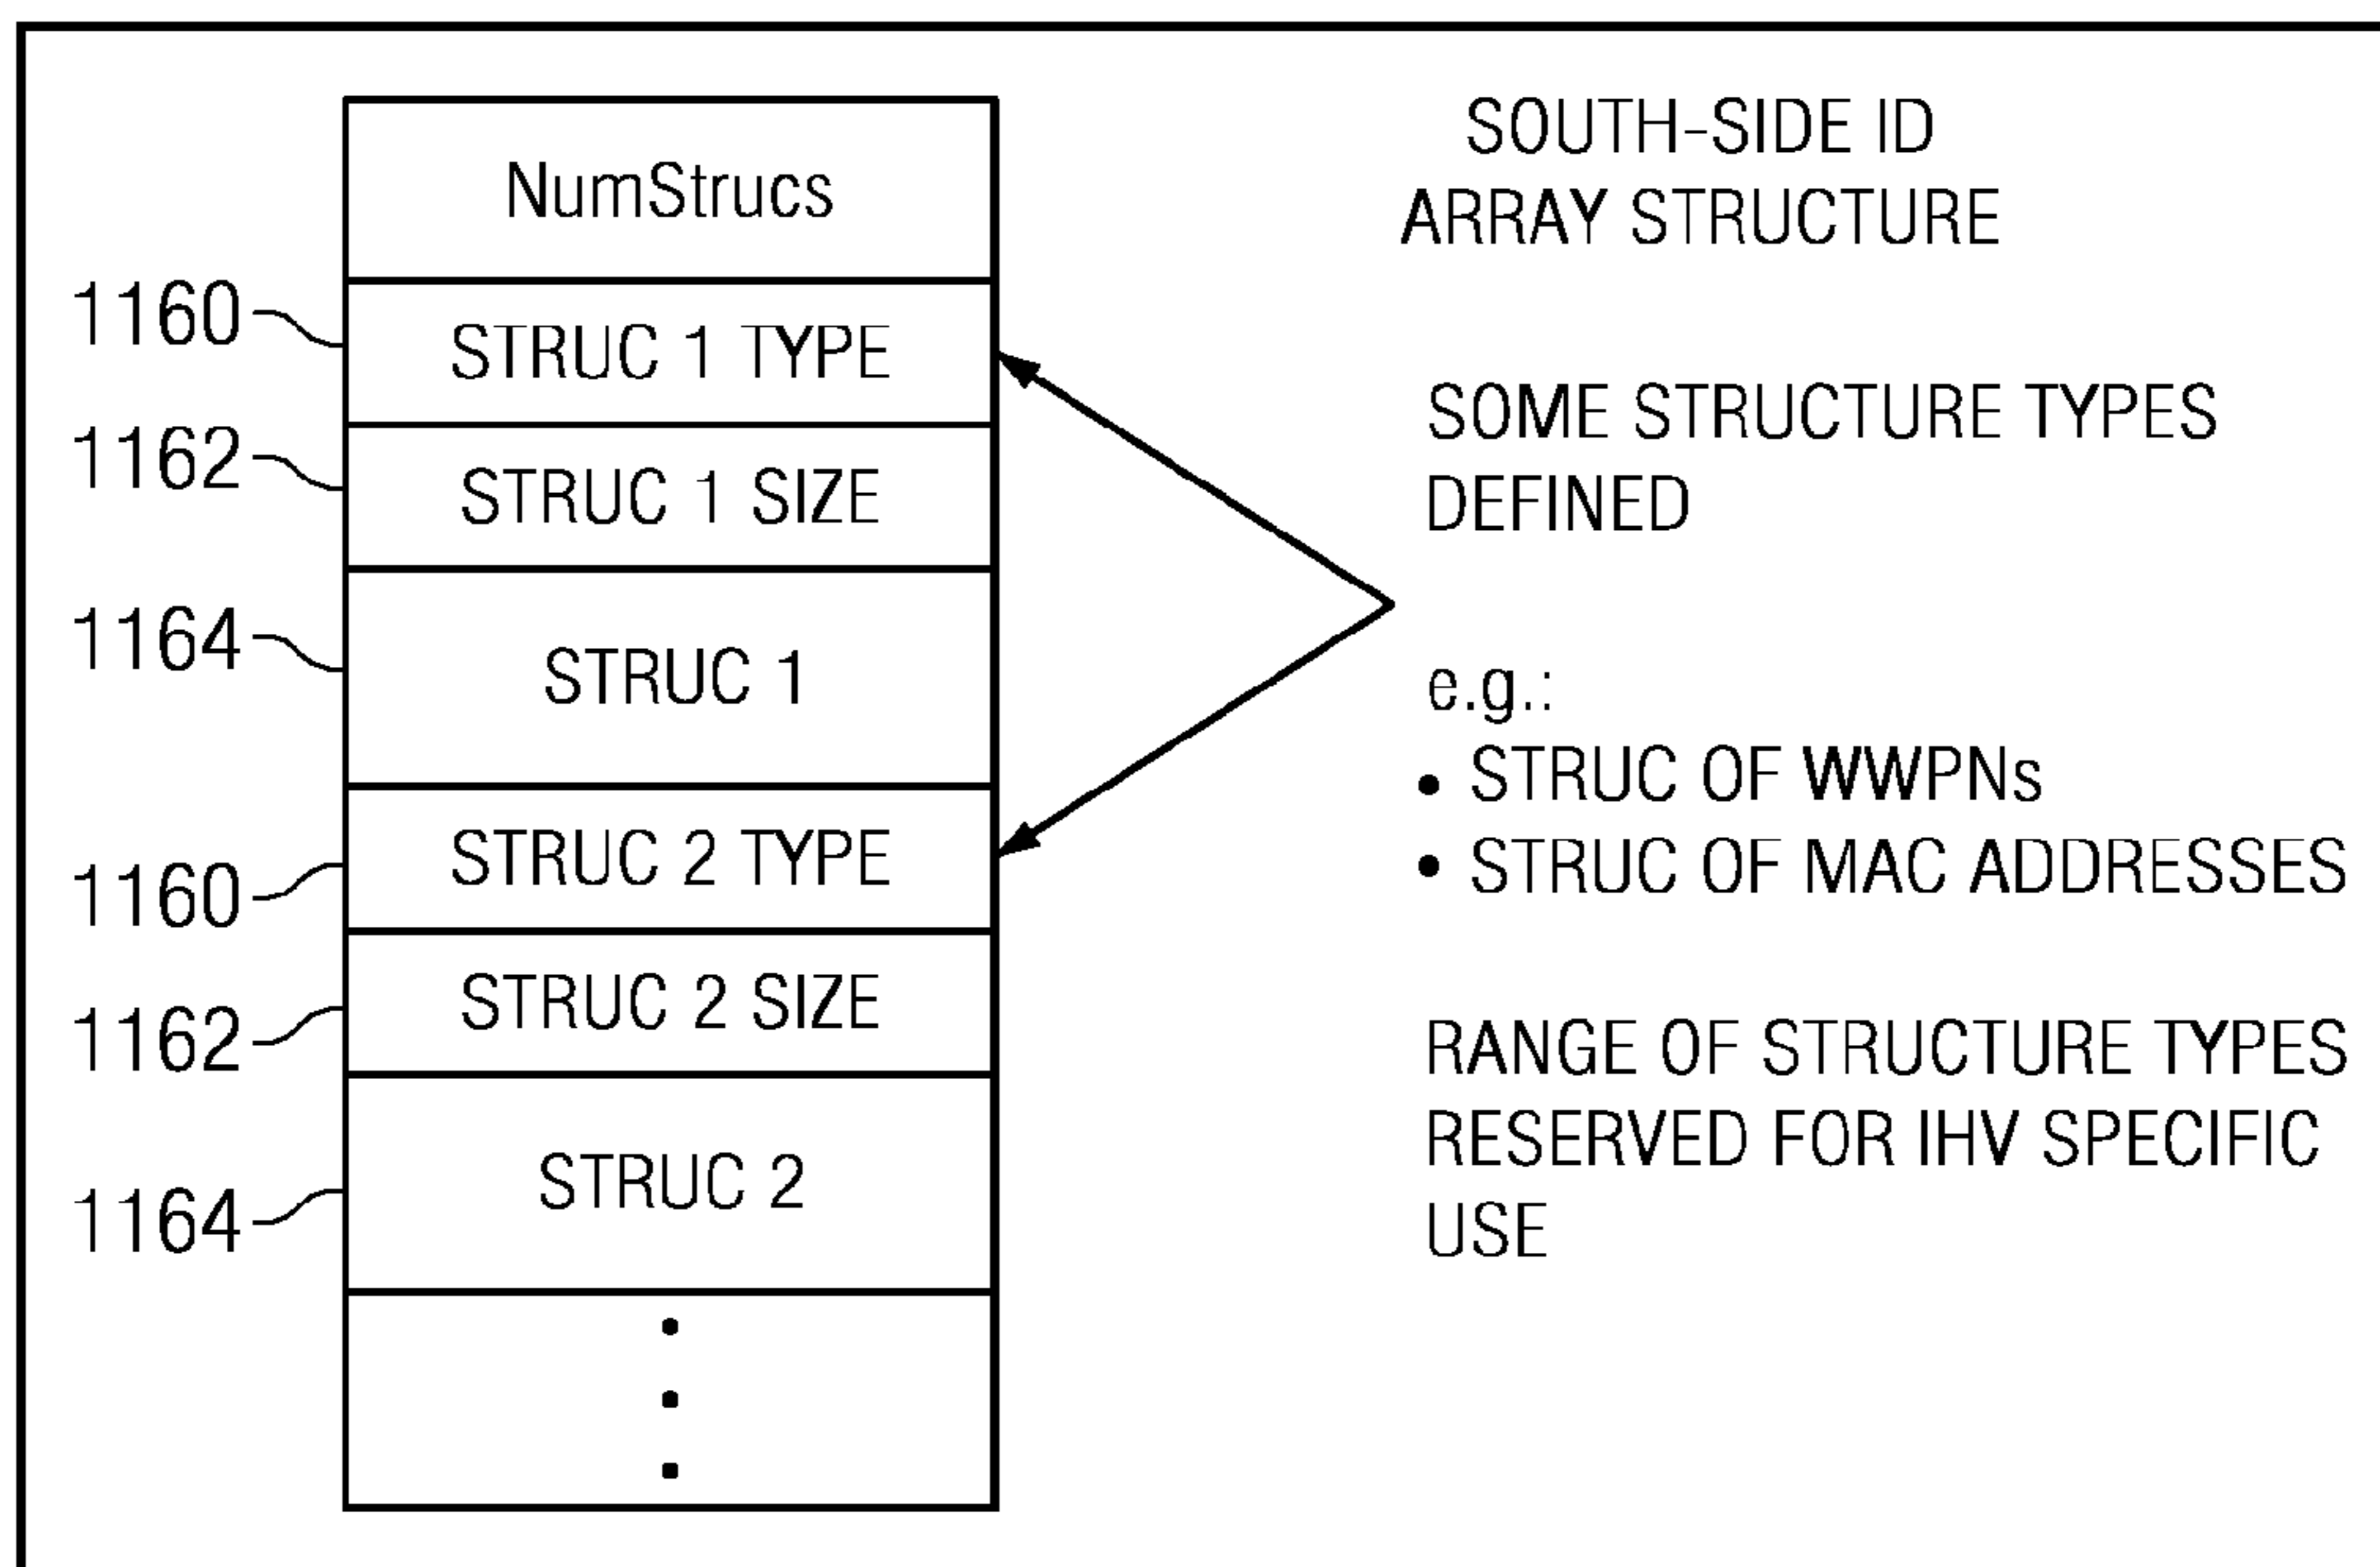 NumStrucs
1160
STRUC 1 TYPE
1162
STRUC 1 SIZE
1164
STRUC 1
1160
STRUC 2 TYPE
1162
STRUC 2 SIZE
1164
STRUC 2
SOUTH-SIDE ID
ARRAY STRUCTURE
SOME STRUCTURE TYPES
DEFINED
e.g.:
• STRUC OF WWPNs
• STRUC OF MAC ADDRESSES
RANGE OF STRUCTURE TYPES
RESERVED FOR IHV SPECIFIC
USE